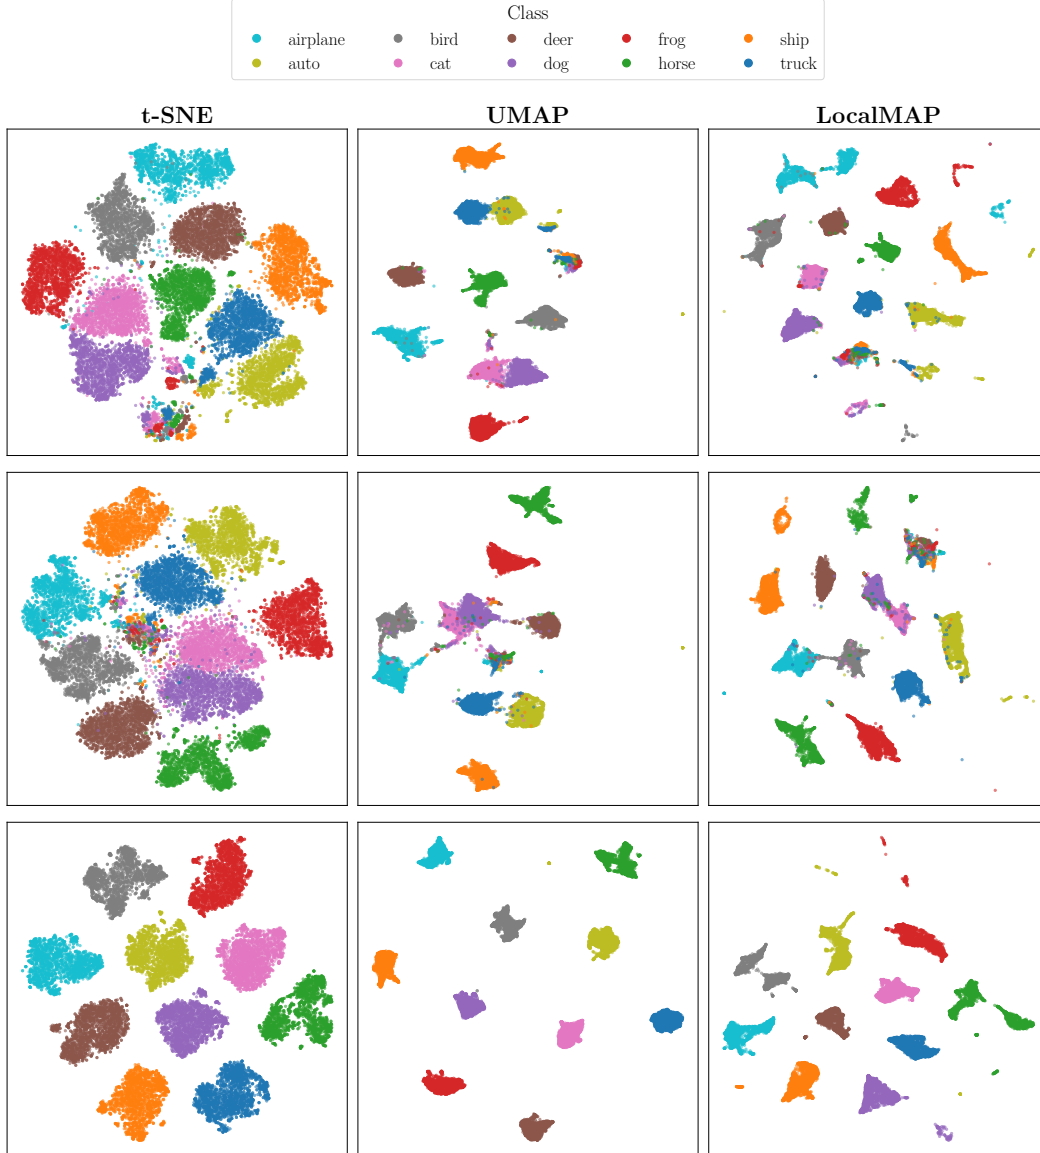 Class
airplane bird deer frog ship
auto cat dog horse truck
t-SNE UMAP LocalMAP